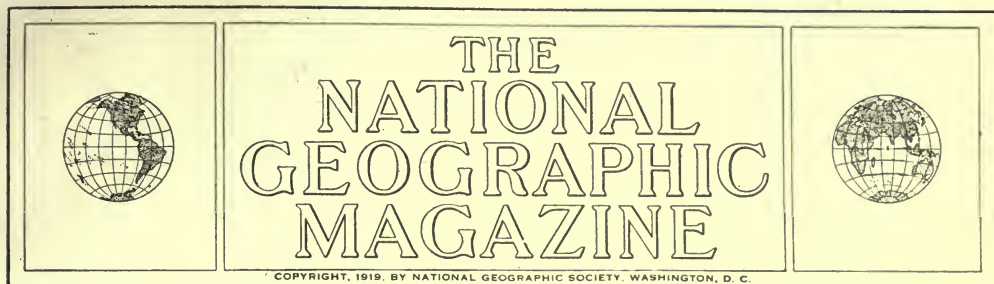 THE
NATIONAL
GEOGRAPHIC
MAGAZINE
COPYRIGHT, 1919. BY NATIONAL GEOGRAPHIC SOCIETY. WASHINGTON, D. C.